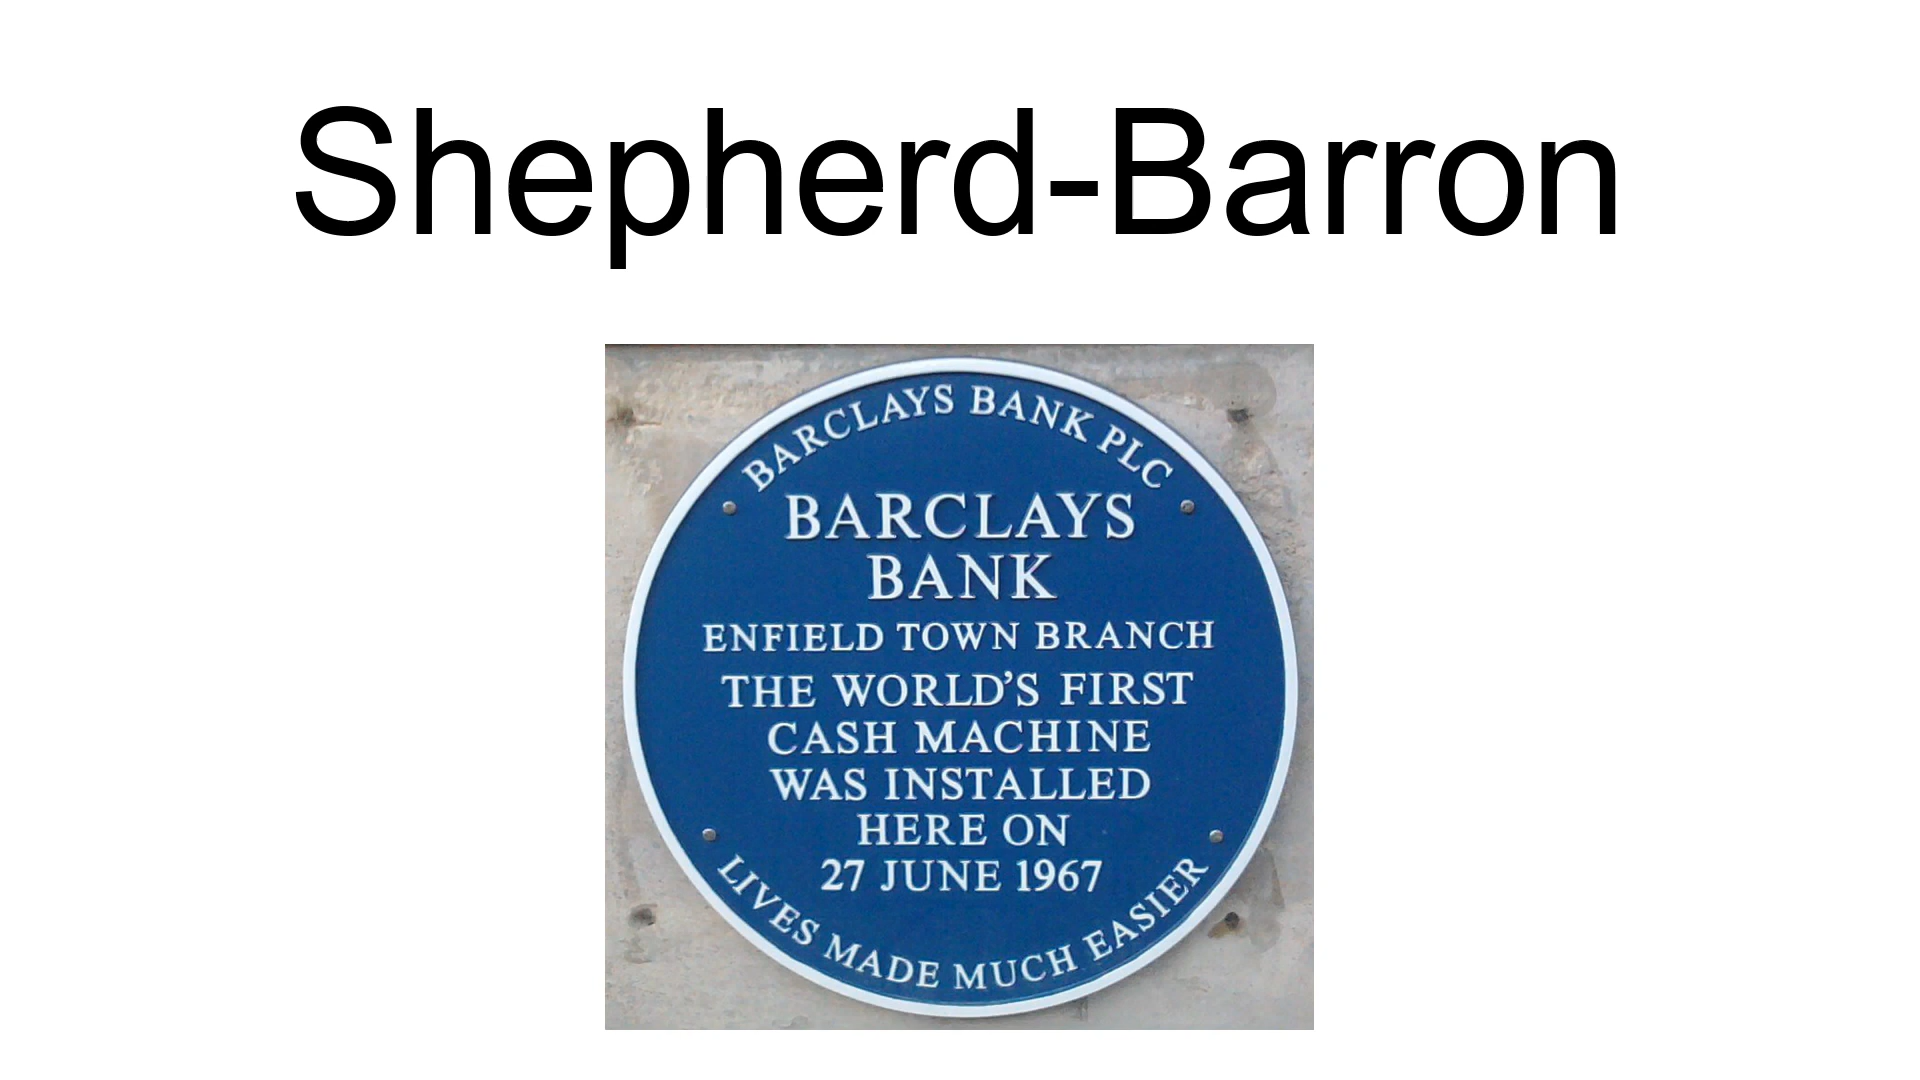 Shepherd-Barron
BARCLAYS BANK PLC
BARCLAYS
BANK
ENFIELD TOWN BRANCH
THE WORLD'S FIRST
CASH MACHINE
WAS INSTALLED
HERE ON
27 JUNE 1967
LIVES MADE MUCH EASIER